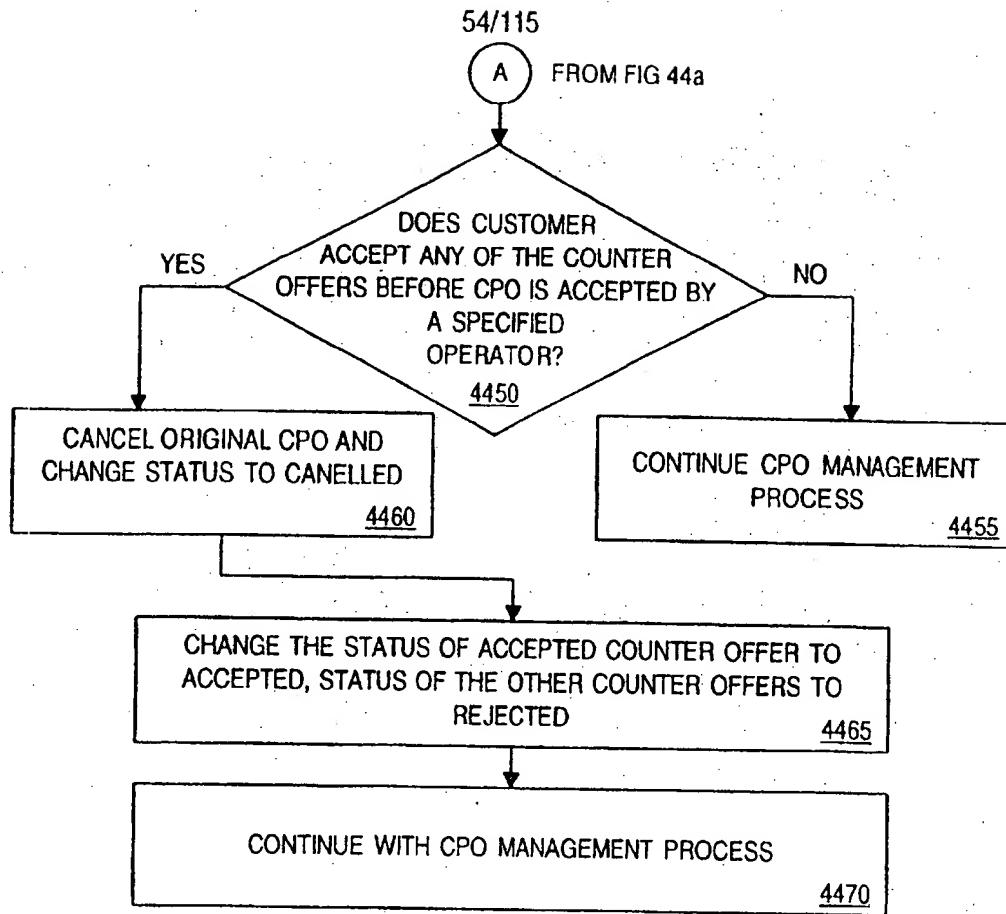 54/115
A FROM FIG 44a
DOES CUSTOMER
ACCEPT ANY OF THE COUNTER
OFFERS BEFORE CPO IS ACCEPTED BY
A SPECIFIED
OPERATOR?
4450
YES
NO
CANCEL ORIGINAL CPO AND
CHANGE STATUS TO CANELLED
4460
CONTINUE CPO MANAGEMENT
PROCESS
4455
CHANGE THE STATUS OF ACCEPTED COUNTER OFFER TO
ACCEPTED, STATUS OF THE OTHER COUNTER OFFERS TO
REJECTED
4465
CONTINUE WITH CPO MANAGEMENT PROCESS
4470